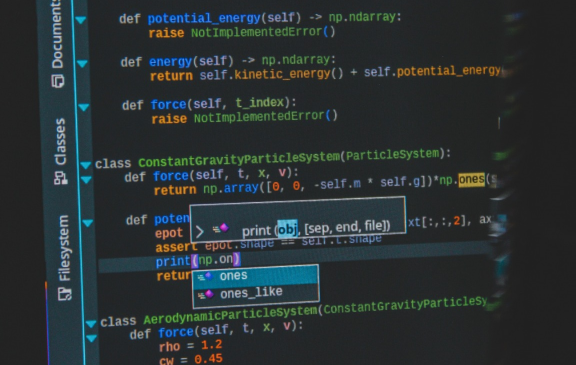 Documents
Classes
Filesystem
def potential_energy(self) -> np.ndarray:
raise NotImplementedError()
def energy(self) -> np.ndarray:
return self.kinetic_energy() + self.potential_energy
def force(self, t_index):
raise NotImplementedError()
class ConstantGravityParticleSystem(ParticleSystem):
def force(self, t, x, v):
return np.array([0, 0, -self.m * self.g])*np.ones(s
def poten
print (obj, [sep, end, file])
epot xt[:,:,2], ax
assert epot.shape == self.t.shape
print(np.on)
retur
ones
ones_like
class AerodynamicParticleSystem(ConstantGravityParticleSy
def force(self, t, x, v):
rho = 1.2
cw = 0.45